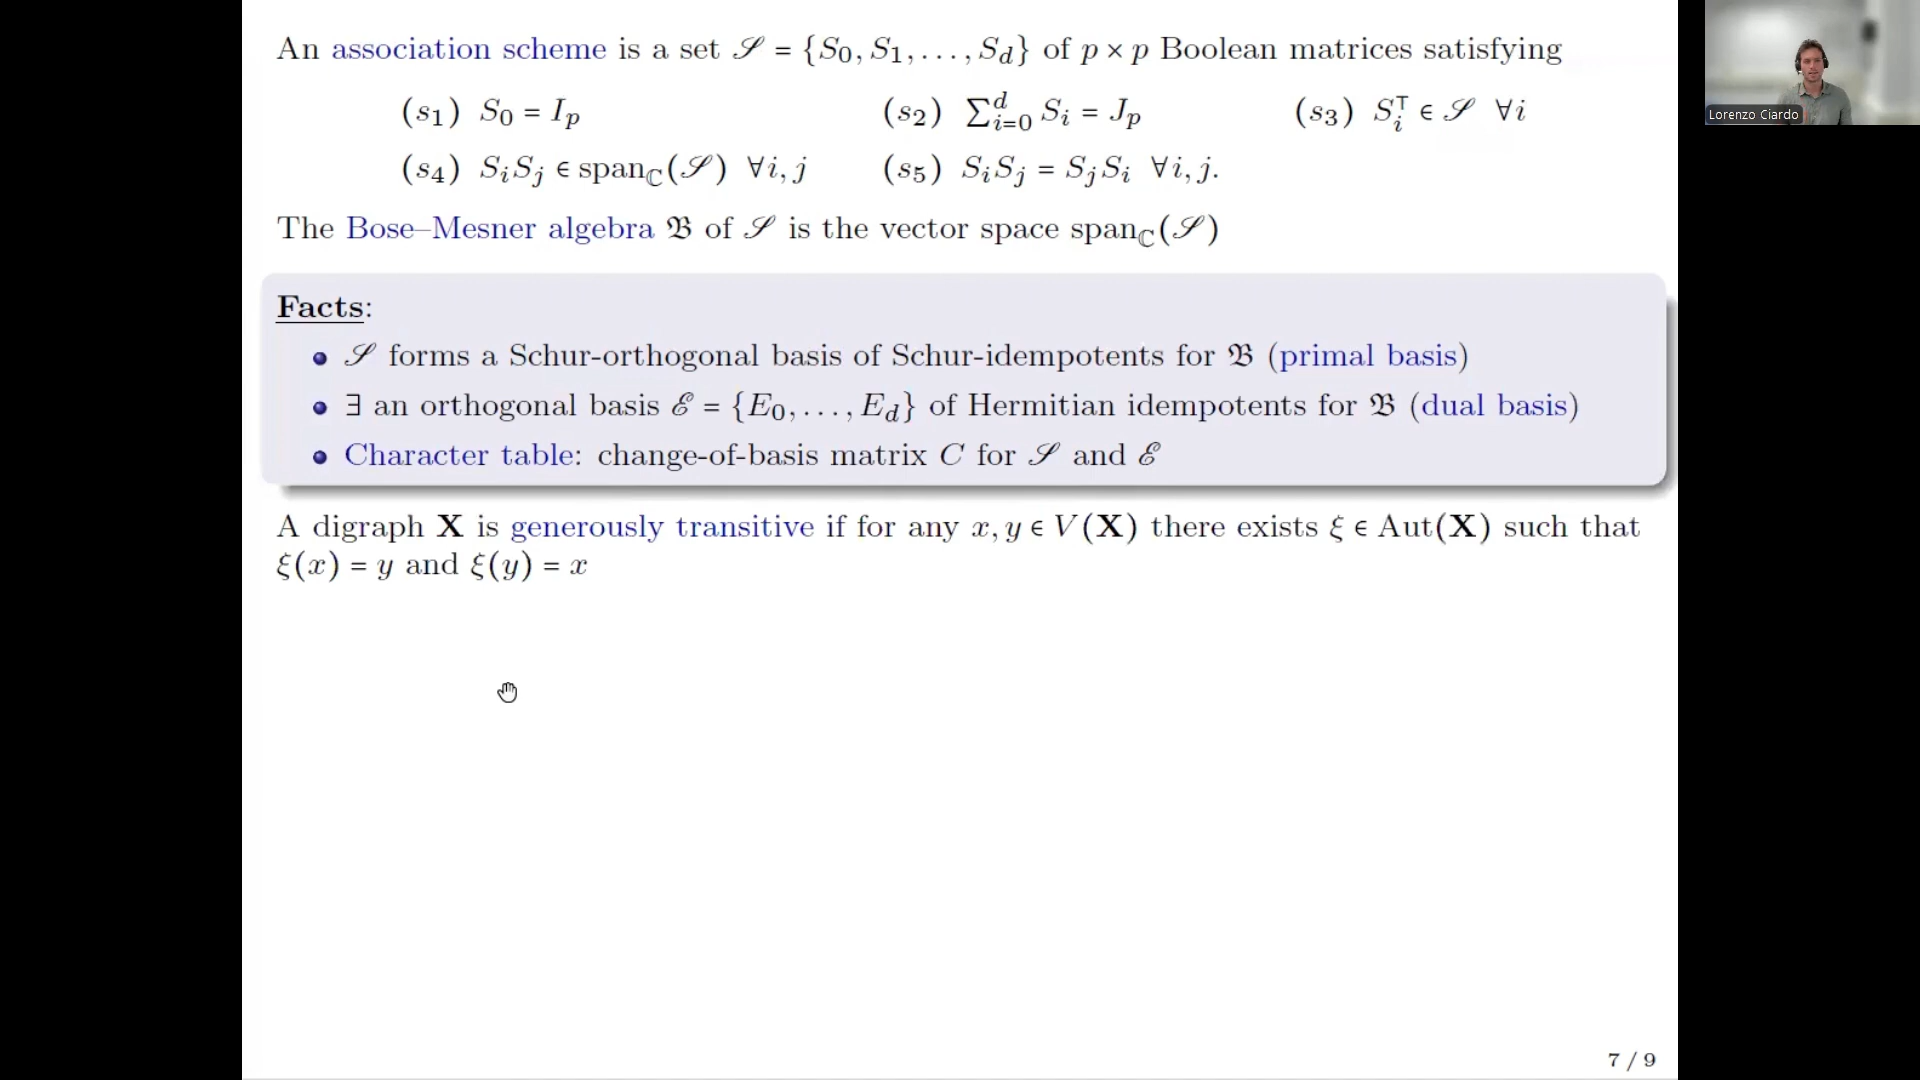 An association scheme is a set 𝒮 = {S₀, S₁, …, S_d} of p × p Boolean matrices satisfying
(s₁) S₀ = I_p (s₂) ∑ᵈᵢ₌₀ Sᵢ = J_p (s₃) Sᵢᵀ ∈ 𝒮 ∀i
(s₄) SᵢSⱼ ∈ span_ℂ(𝒮) ∀i, j (s₅) SᵢSⱼ = SⱼSᵢ ∀i, j.
The Bose–Mesner algebra 𝔅 of 𝒮 is the vector space span_ℂ(𝒮)
Facts:
• 𝒮 forms a Schur-orthogonal basis of Schur-idempotents for 𝔅 (primal basis)
• ∃ an orthogonal basis ℰ = {E₀, …, E_d} of Hermitian idempotents for 𝔅 (dual basis)
• Character table: change-of-basis matrix C for 𝒮 and ℰ
A digraph 𝐗 is generously transitive if for any x, y ∈ V(𝐗) there exists ξ ∈ Aut(𝐗) such that
ξ(x) = y and ξ(y) = x
7 / 9
Lorenzo Ciardo